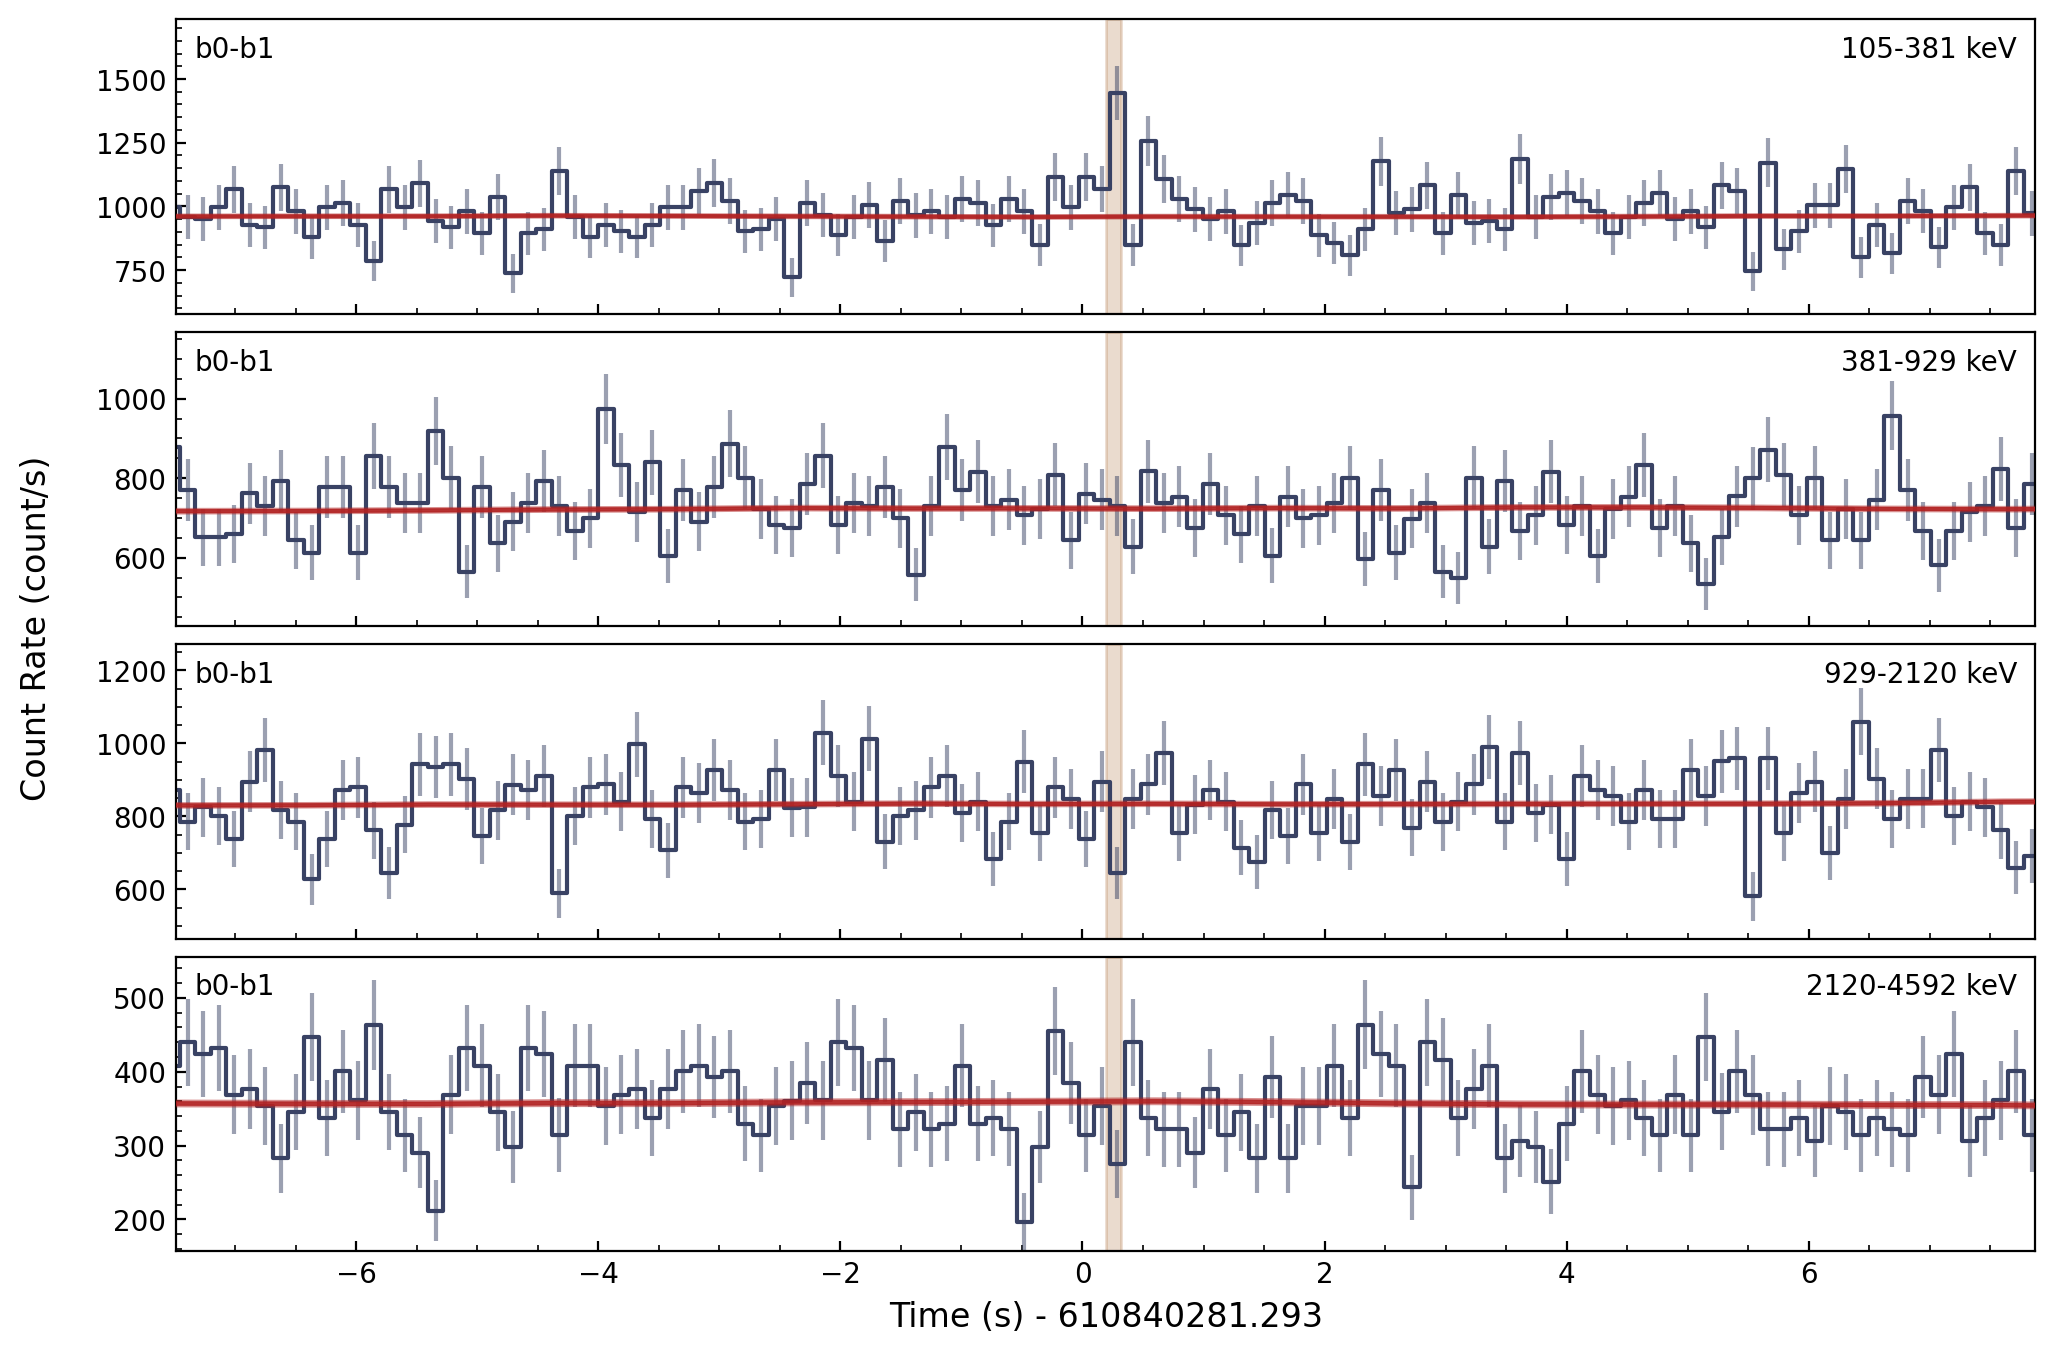 b0-b1
105-381 keV
1500
1250
1000
750
b0-b1
381-929 keV
1000
800
600
b0-b1
929-2120 keV
1200
1000
800
600
b0-b1
2120-4592 keV
500
400
300
200
−6
−4
−2
0
2
4
6
Count Rate (count/s)
Time (s) - 610840281.293